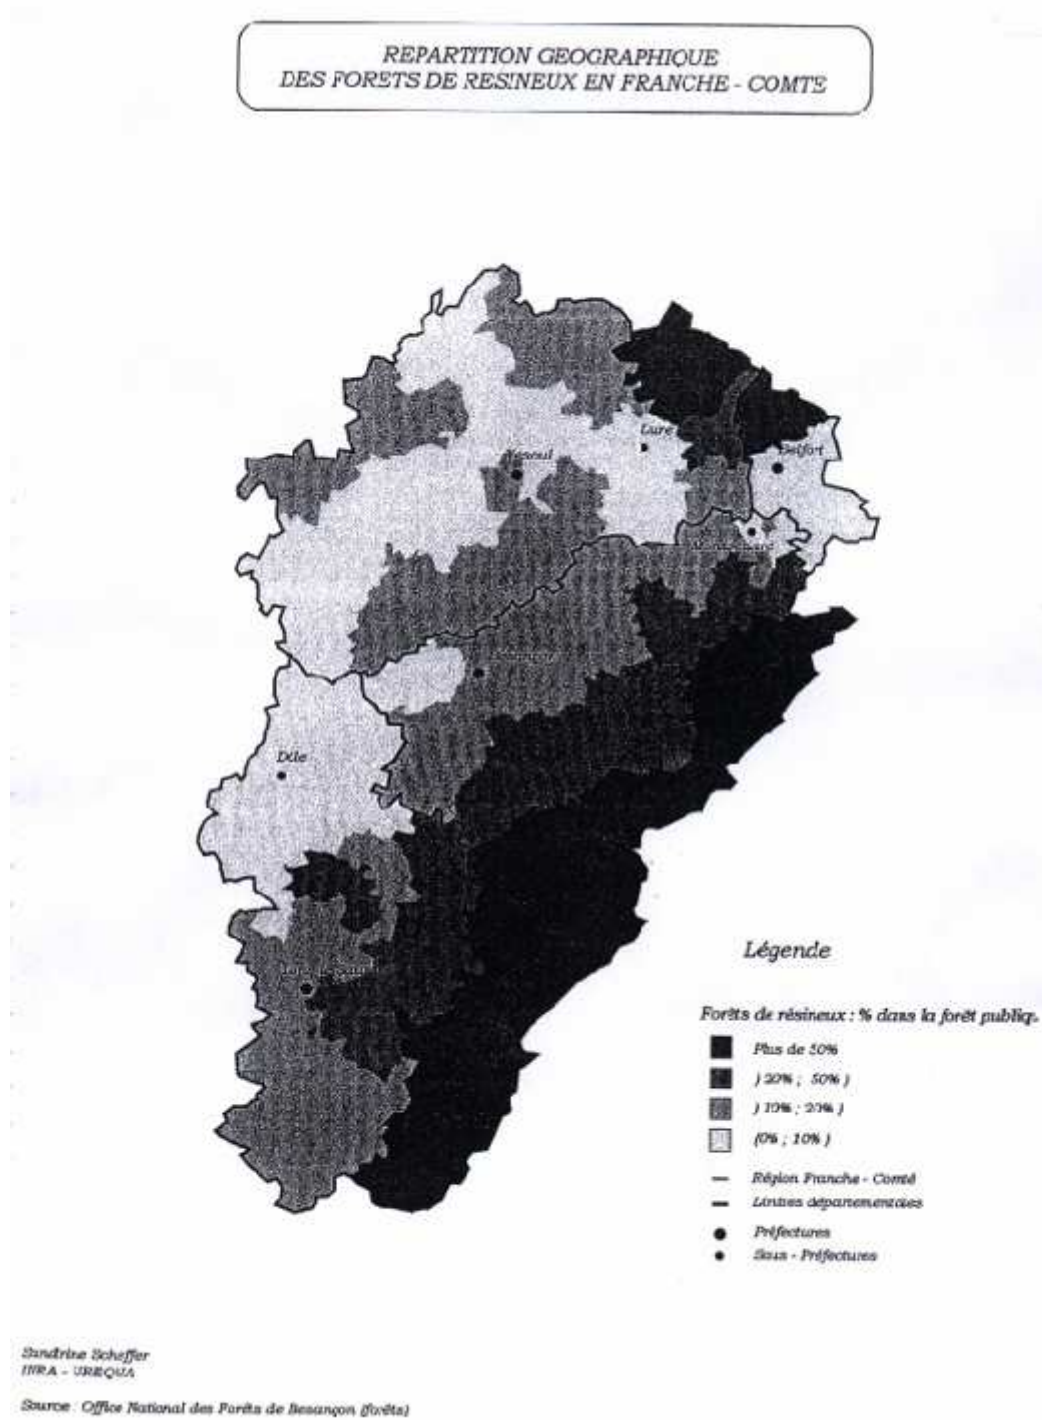 REPARTITION GEOGRAPHIQUE
DES FORETS DE RESINEUX EN FRANCHE - COMTE
Lure
Vesoul
Belfort
Dôle
Légende
Forêts de résineux : % dans la forêt publiq.
Plus de 50%
) 20% ; 50% )
) 10% ; 20% )
(0% ; 10% )
Région Franche - Comté
Limites départementales
Préfectures
Sous - Préfectures
Sandrine Scheffer
INRA - UREQUA
Source : Office National des Forêts de Besançon (forêts)